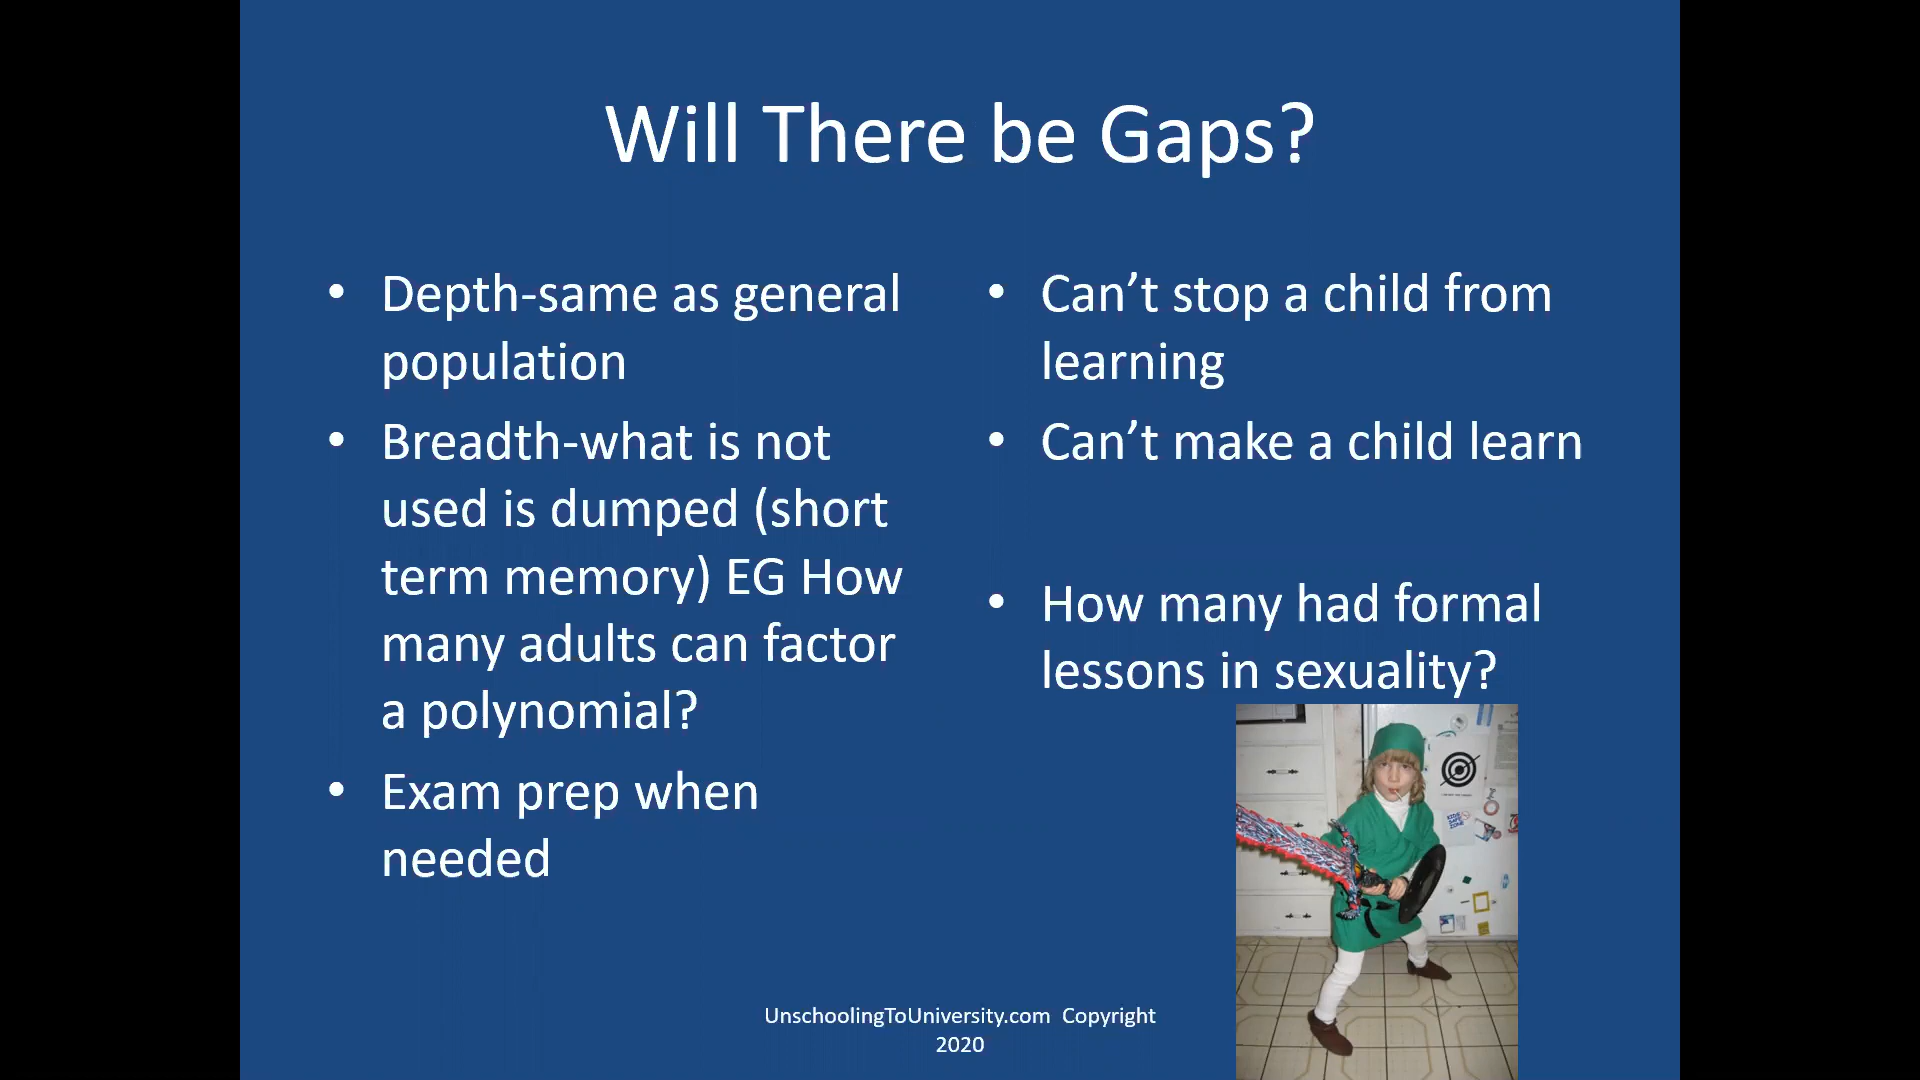 Will There be Gaps?
• Depth-same as general
population
• Breadth-what is not
used is dumped (short
term memory) EG How
many adults can factor
a polynomial?
• Exam prep when
needed
• Can’t stop a child from
learning
• Can’t make a child learn
• How many had formal
lessons in sexuality?
UnschoolingToUniversity.com Copyright
2020